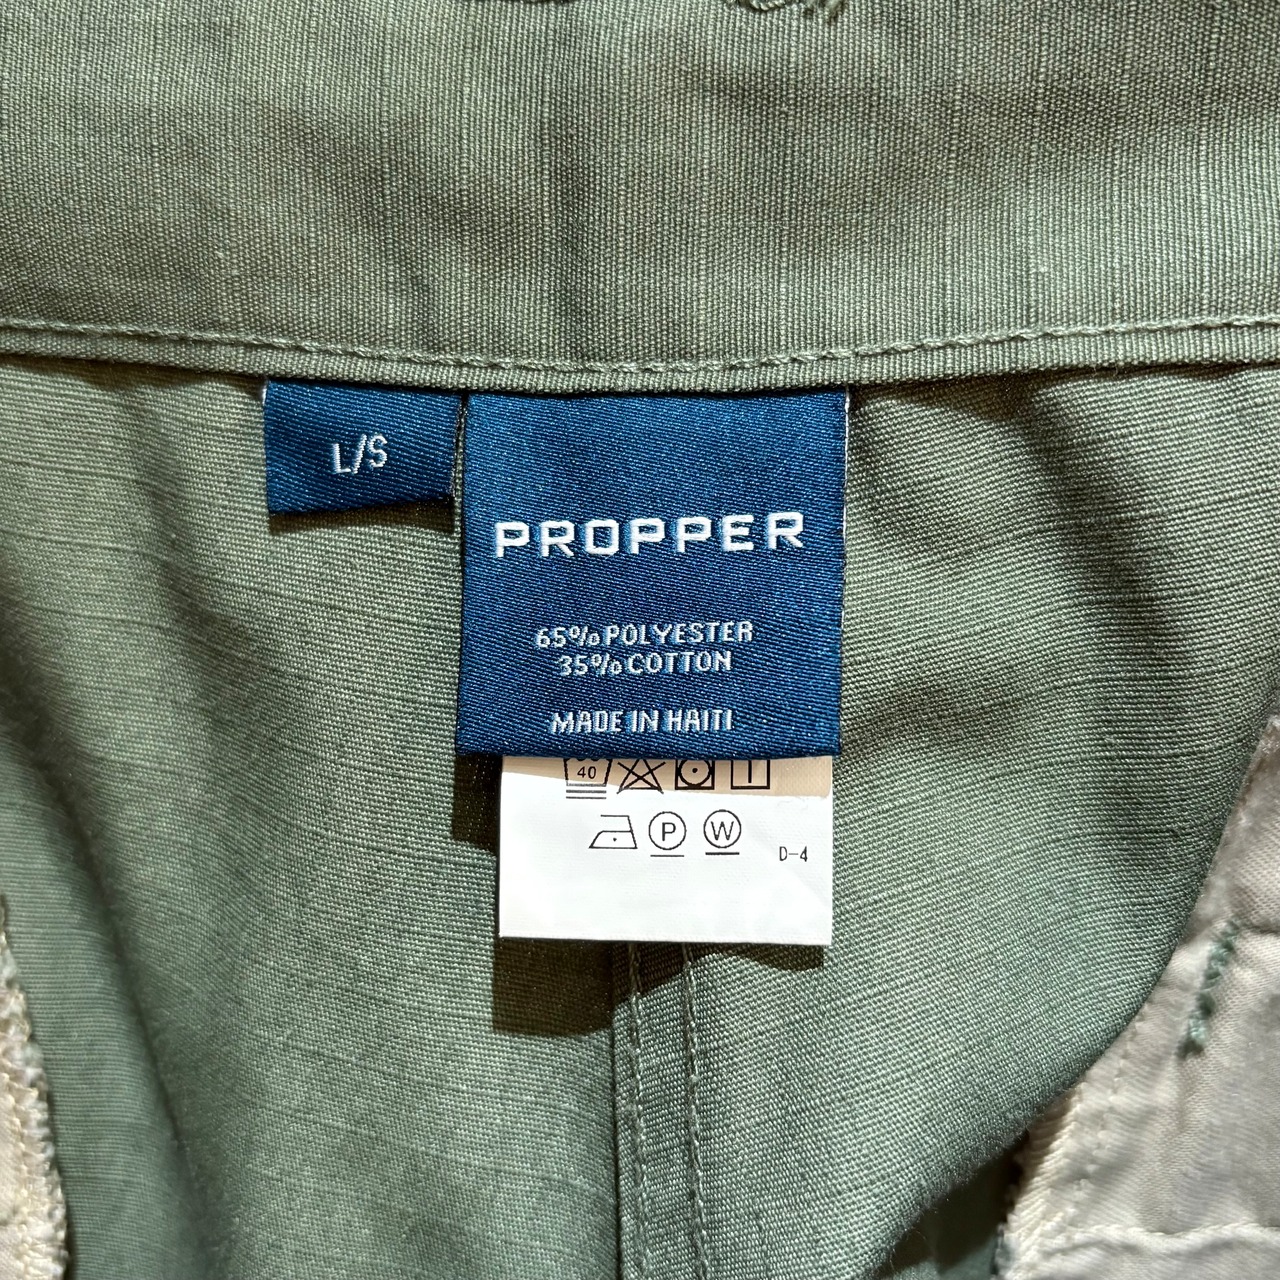 L/S
PROPPER
65% POLYESTER
35% COTTON
MADE IN HAITI
40
P W
D-4